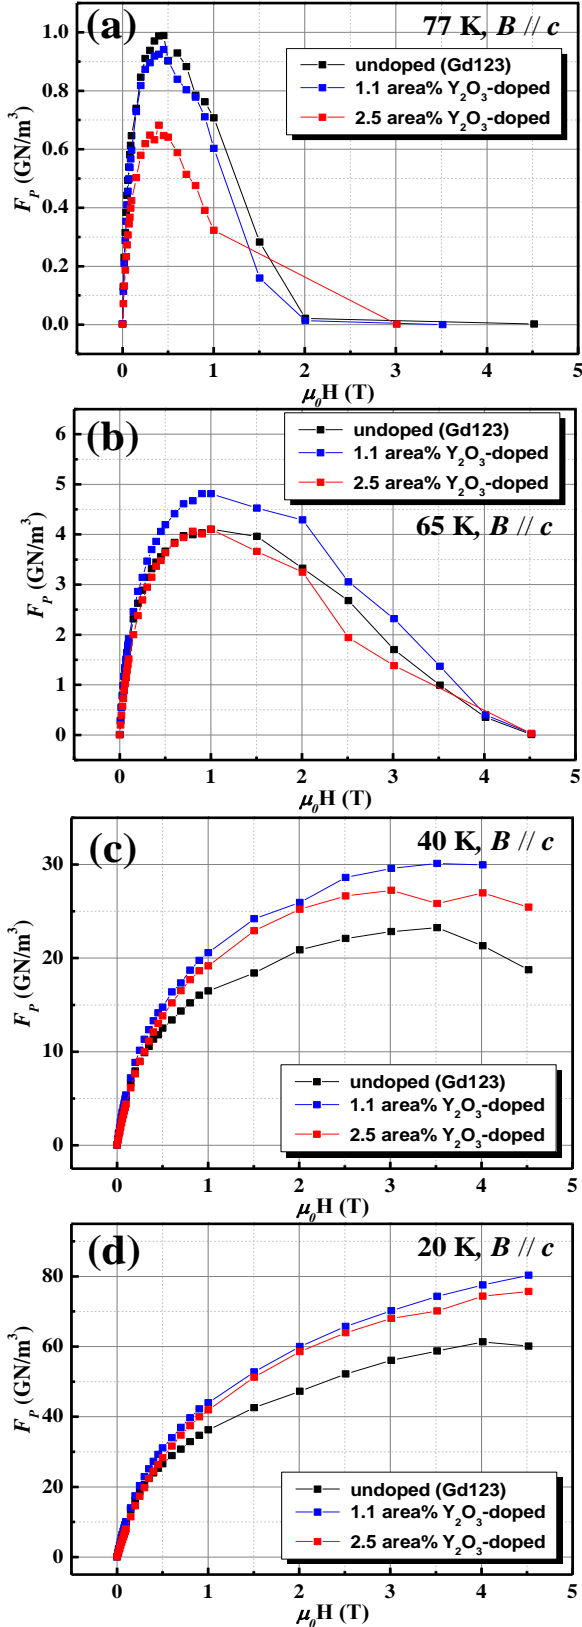 (a) 77 K, B // c
undoped (Gd123)
1.1 area% Y₂O₃-doped
2.5 area% Y₂O₃-doped
F_P (GN/m³)
1.0
0.8
0.6
0.4
0.2
0.0
0 1 2 3 4 5
μ₀H (T)
(b)
undoped (Gd123)
1.1 area% Y₂O₃-doped
2.5 area% Y₂O₃-doped
65 K, B // c
F_P (GN/m³)
6
5
4
3
2
1
0
0 1 2 3 4 5
μ₀H (T)
(c) 40 K, B // c
F_P (GN/m³)
30
20
10
0
undoped (Gd123)
1.1 area% Y₂O₃-doped
2.5 area% Y₂O₃-doped
0 1 2 3 4 5
μ₀H (T)
(d) 20 K, B // c
F_P (GN/m³)
80
60
40
20
0
undoped (Gd123)
1.1 area% Y₂O₃-doped
2.5 area% Y₂O₃-doped
0 1 2 3 4 5
μ₀H (T)